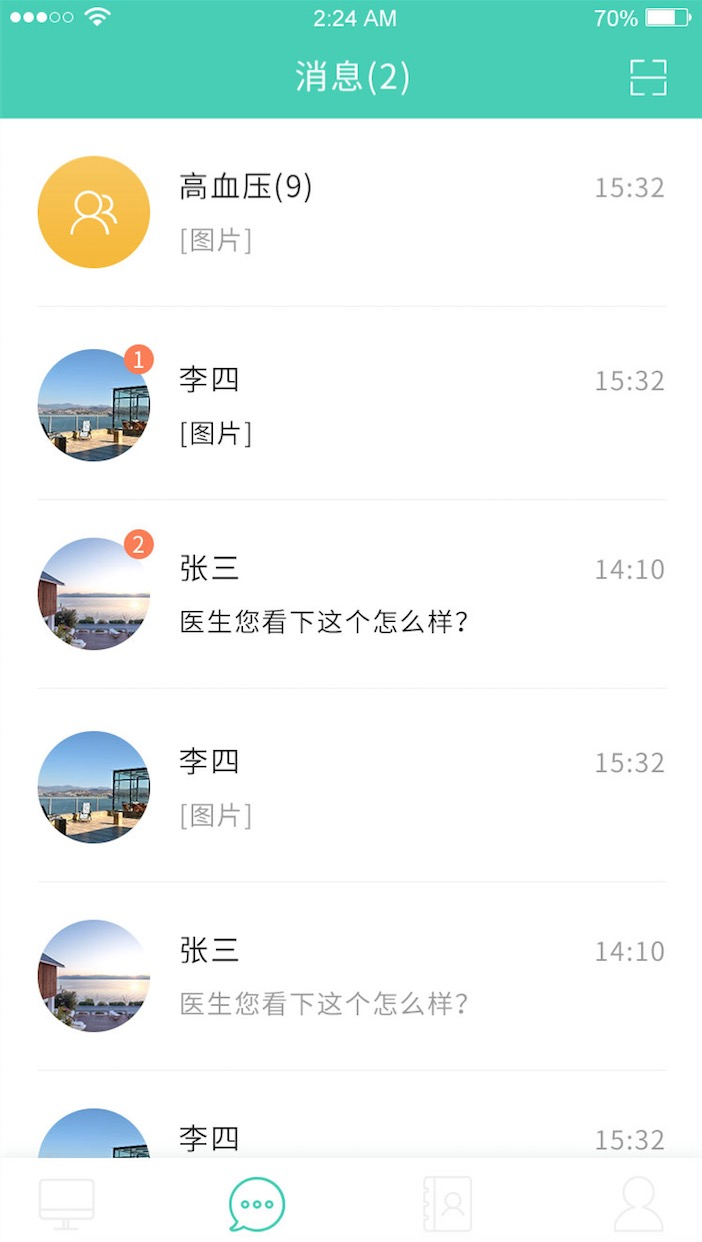 2:24 AM 70%
消息(2)
高血压(9) 15:32
[图片]
1
李四 15:32
[图片]
2
张三 14:10
医生您看下这个怎么样?
李四 15:32
[图片]
张三 14:10
医生您看下这个怎么样?
李四 15:32